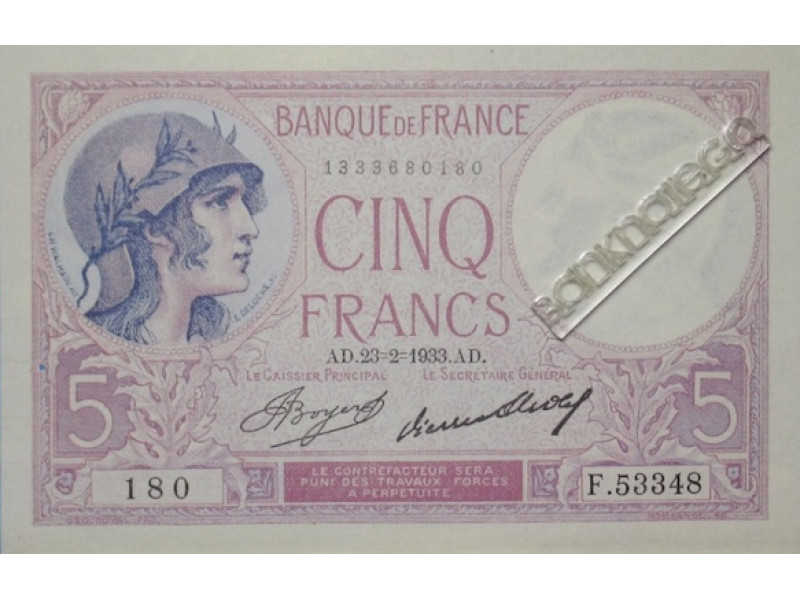 BANQUE DE FRANCE
1333680180
CINQ
FRANCS
AD.23=2=1933.AD.
LE CAISSIER PRINCIPAL LE SECRÉTAIRE GÉNÉRAL
5 5
180
LE CONTREFACTEUR SERA
PUNI DES TRAVAUX FORCÉS
À PERPÉTUITÉ
F.53348